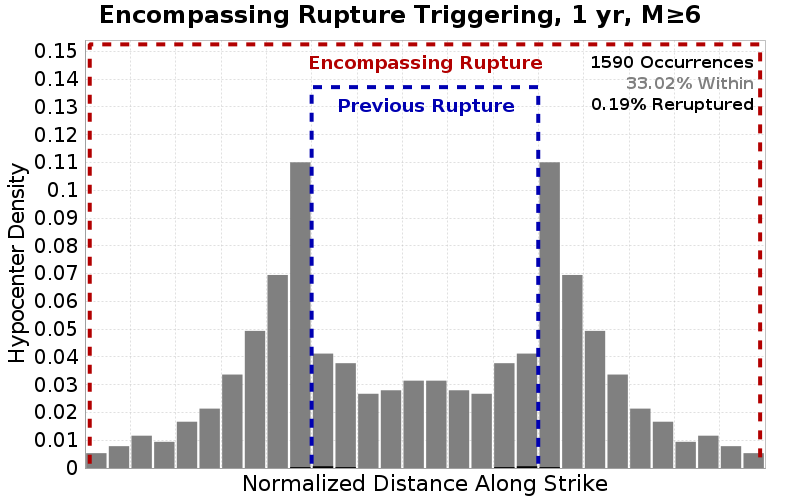 Encompassing Rupture Triggering, 1 yr, M≥6
Encompassing Rupture
Previous Rupture
1590 Occurrences
33.02% Within
0.19% Reruptured
Hypocenter Density
0.15
0.14
0.13
0.12
0.11
0.1
0.09
0.08
0.07
0.06
0.05
0.04
0.03
0.02
0.01
0
Normalized Distance Along Strike